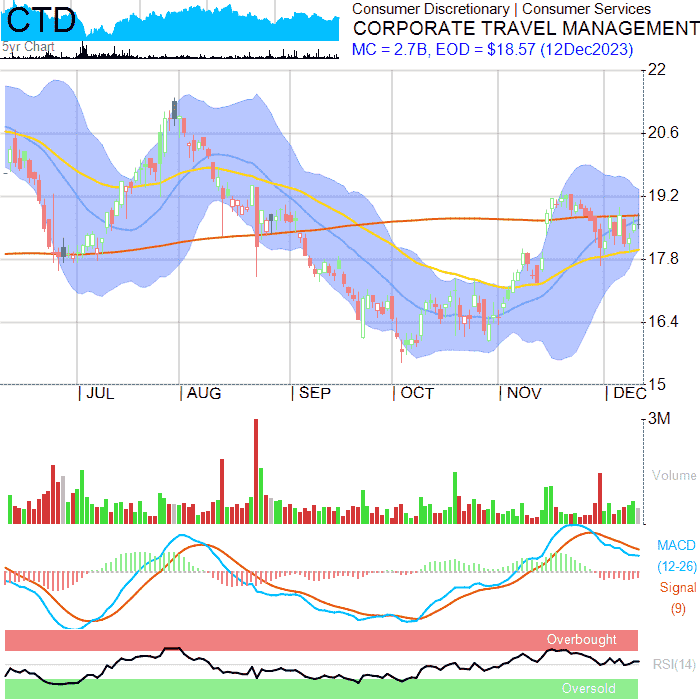 CTD
5yr Chart
Consumer Discretionary | Consumer Services
CORPORATE TRAVEL MANAGEMENT
MC = 2.7B, EOD = $18.57 (12Dec2023)
22
20.6
19.2
17.8
16.4
15
JUL
AUG
SEP
OCT
NOV
DEC
3M
Volume
MACD
(12-26)
Signal
(9)
Overbought
RSI(14)
Oversold